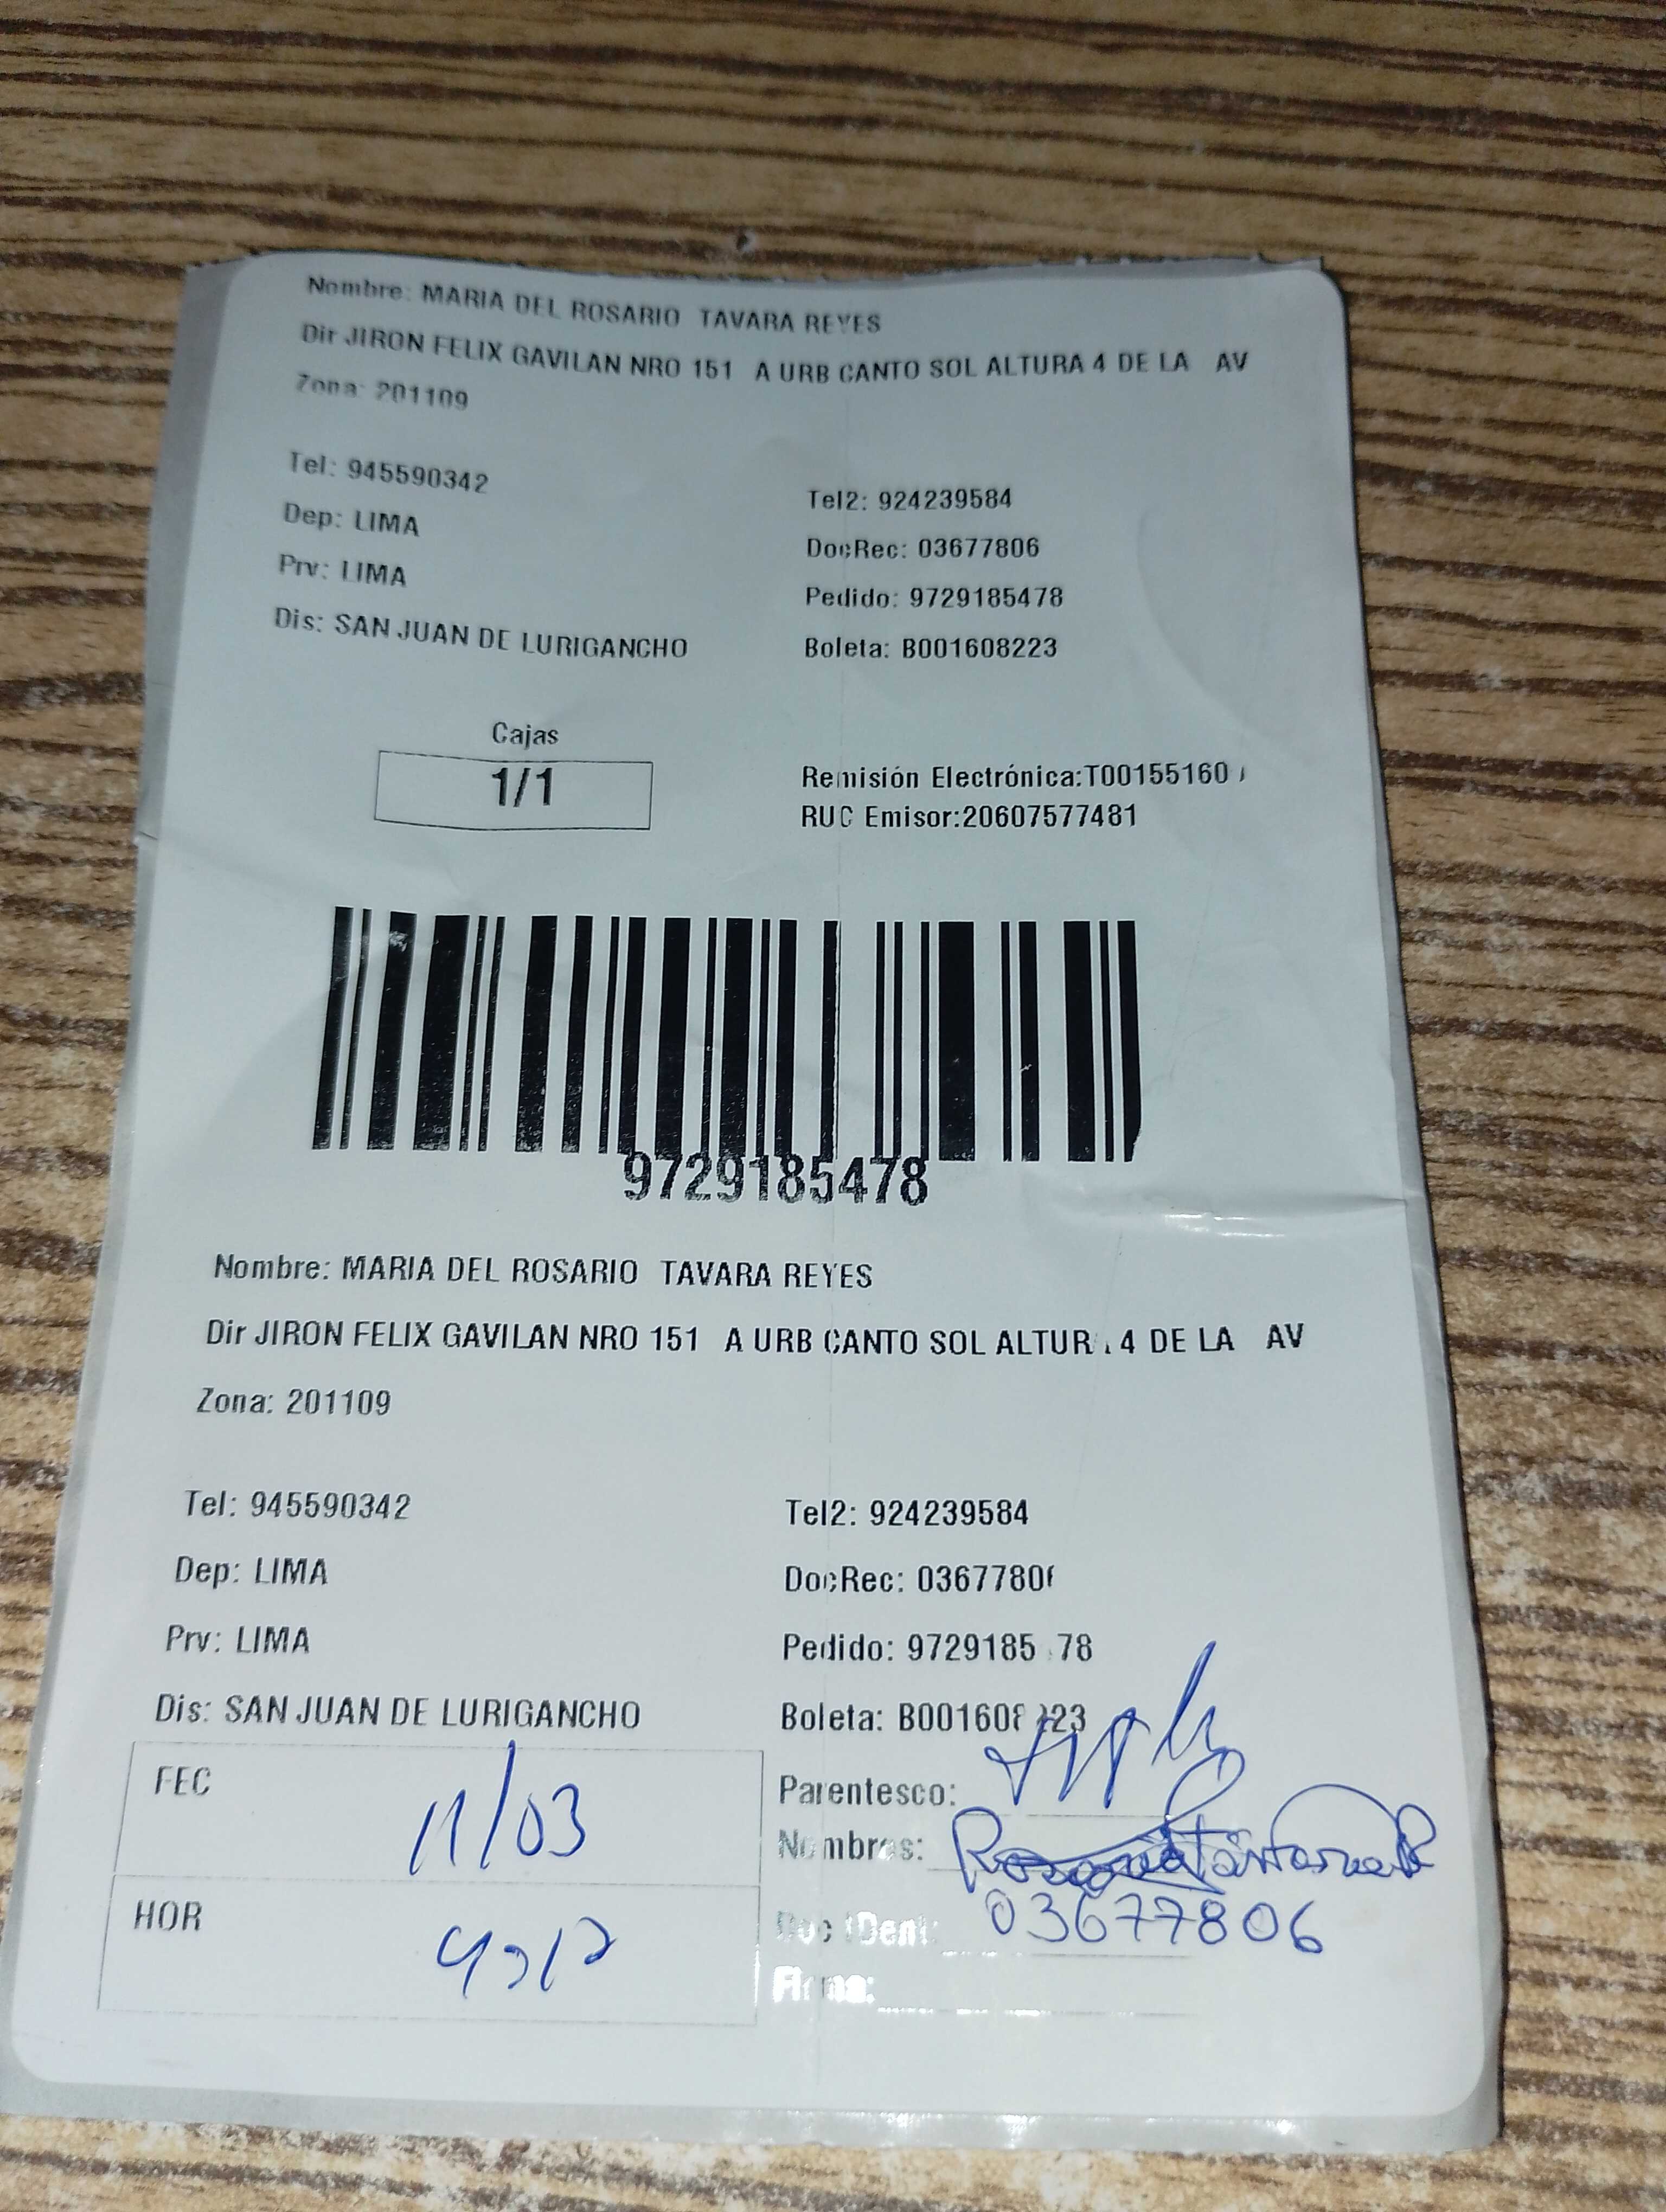 Nombre: MARIA DEL ROSARIO TAVARA REYES
Dir JIRON FELIX GAVILAN NRO 151 A URB CANTO SOL ALTURA 4 DE LA AV
Zona: 201109
Tel: 945590342
Tel2: 924239584
Dep: LIMA
DocRec: 03677806
Prv: LIMA
Pedido: 9729185478
Dis: SAN JUAN DE LURIGANCHO
Boleta: B001608223
Cajas
1/1
Remisión Electrónica:T00155160
RUC Emisor:20607577481
9729185478
Nombre: MARIA DEL ROSARIO TAVARA REYES
Dir JIRON FELIX GAVILAN NRO 151 A URB CANTO SOL ALTUR 4 DE LA AV
Zona: 201109
Tel: 945590342
Tel2: 924239584
Dep: LIMA
DocRec: 0367780
Prv: LIMA
Pedido: 9729185 78
Dis: SAN JUAN DE LURIGANCHO
Boleta: B00160 23
FEC 11/03
Parentesco:
Nombres:
HOR
Doc IDent: 03677806
Firma: